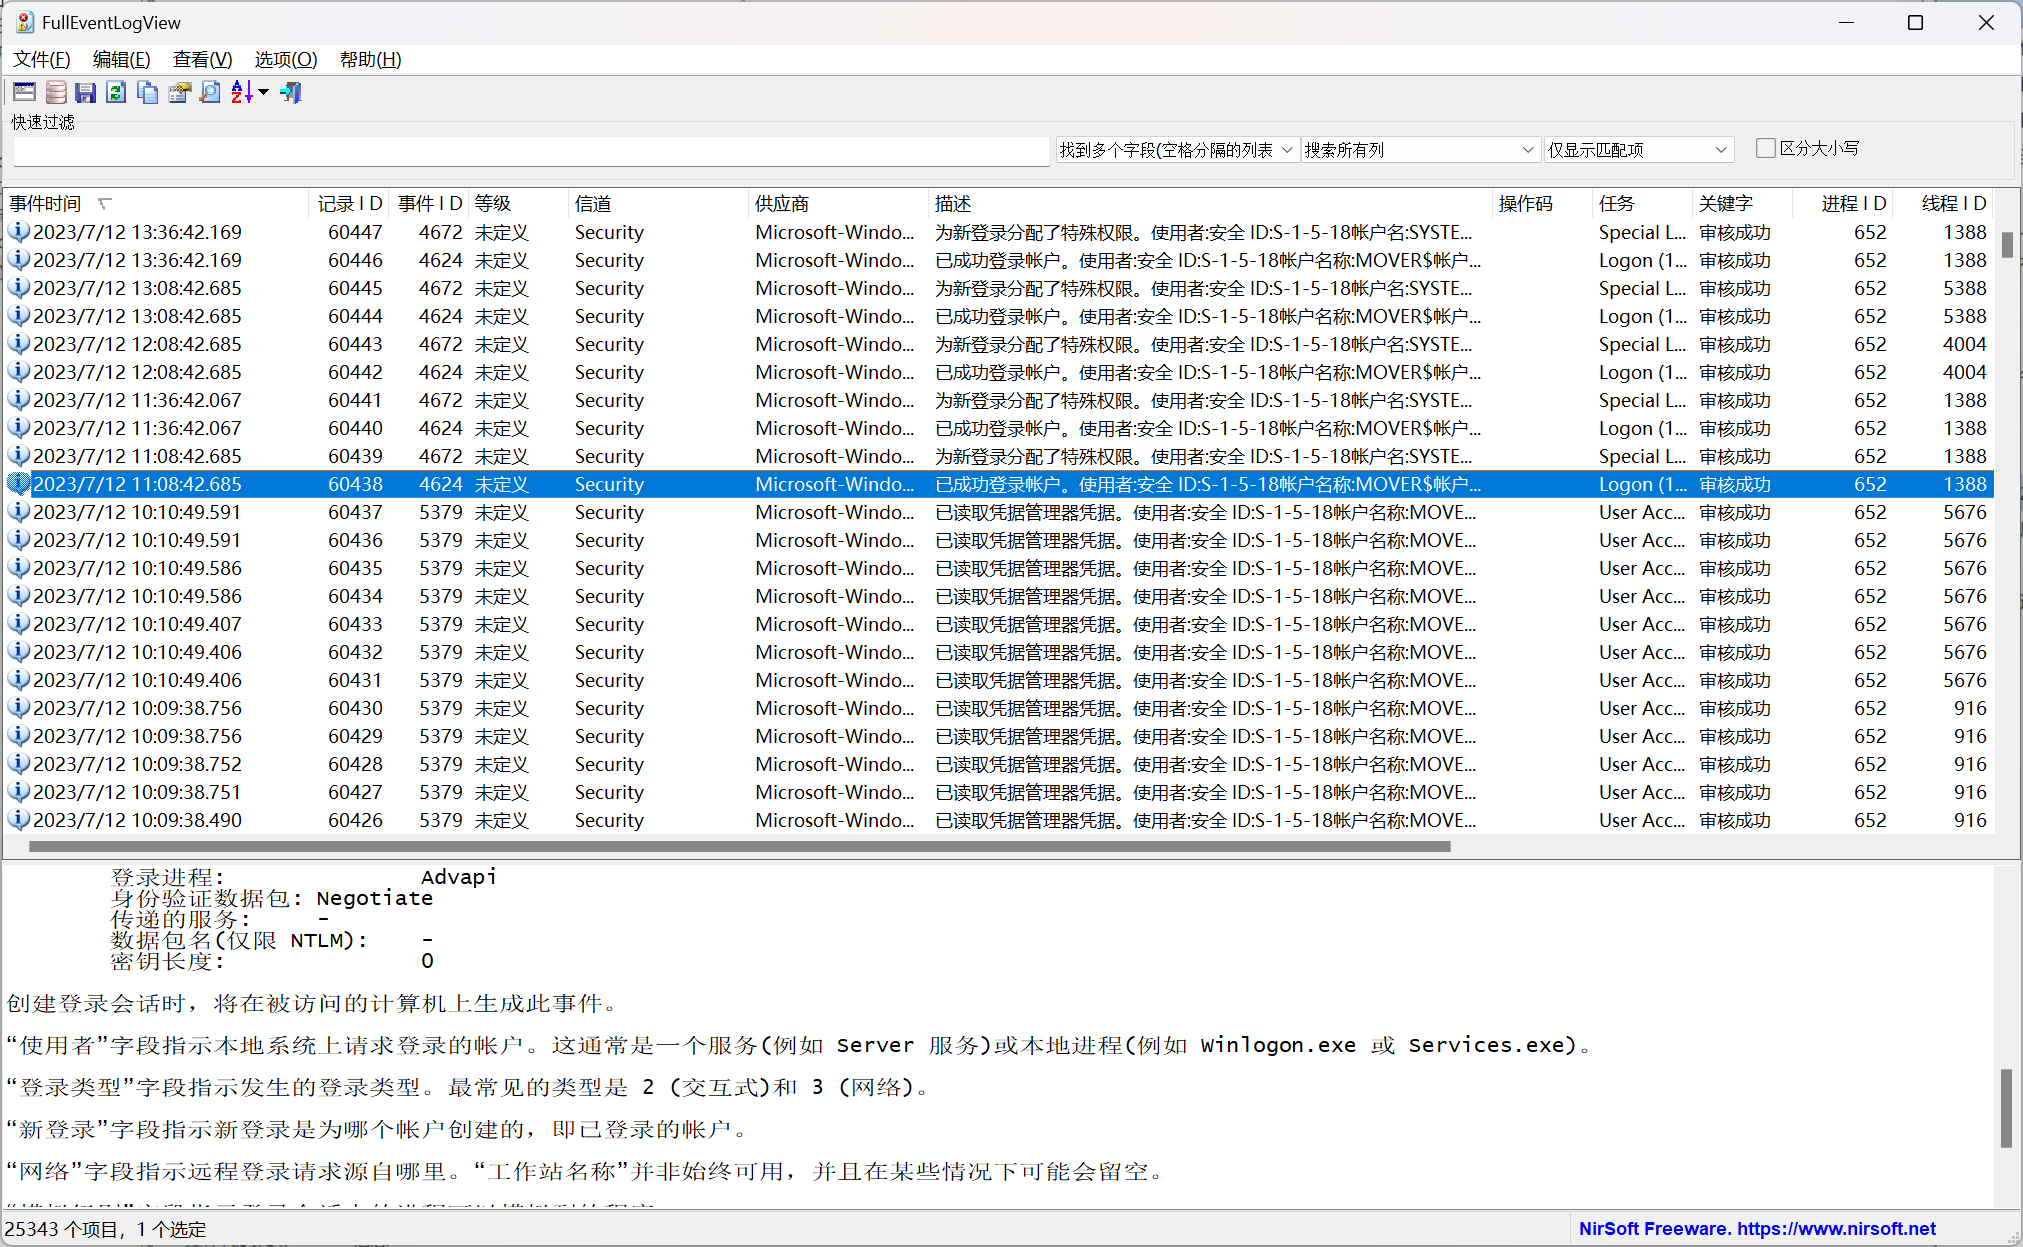 FullEventLogView
文件(F) 编辑(E) 查看(V) 选项(O) 帮助(H)
快速过滤
找到多个字段(空格分隔的列表 搜索所有列 仅显示匹配项 区分大小写
事件时间 记录 I D 事件 I D 等级 信道 供应商 描述 操作码 任务 关键字 进程 I D 线程 I D
2023/7/12 13:36:42.169 60447 4672 未定义 Security Microsoft-Windo... 为新登录分配了特殊权限。使用者:安全 ID:S-1-5-18帐户名:SYSTE... Special L... 审核成功 652 1388
2023/7/12 13:36:42.169 60446 4624 未定义 Security Microsoft-Windo... 已成功登录帐户。使用者:安全 ID:S-1-5-18帐户名称:MOVER$帐户... Logon (1... 审核成功 652 1388
2023/7/12 13:08:42.685 60445 4672 未定义 Security Microsoft-Windo... 为新登录分配了特殊权限。使用者:安全 ID:S-1-5-18帐户名:SYSTE... Special L... 审核成功 652 5388
2023/7/12 13:08:42.685 60444 4624 未定义 Security Microsoft-Windo... 已成功登录帐户。使用者:安全 ID:S-1-5-18帐户名称:MOVER$帐户... Logon (1... 审核成功 652 5388
2023/7/12 12:08:42.685 60443 4672 未定义 Security Microsoft-Windo... 为新登录分配了特殊权限。使用者:安全 ID:S-1-5-18帐户名:SYSTE... Special L... 审核成功 652 4004
2023/7/12 12:08:42.685 60442 4624 未定义 Security Microsoft-Windo... 已成功登录帐户。使用者:安全 ID:S-1-5-18帐户名称:MOVER$帐户... Logon (1... 审核成功 652 4004
2023/7/12 11:36:42.067 60441 4672 未定义 Security Microsoft-Windo... 为新登录分配了特殊权限。使用者:安全 ID:S-1-5-18帐户名:SYSTE... Special L... 审核成功 652 1388
2023/7/12 11:36:42.067 60440 4624 未定义 Security Microsoft-Windo... 已成功登录帐户。使用者:安全 ID:S-1-5-18帐户名称:MOVER$帐户... Logon (1... 审核成功 652 1388
2023/7/12 11:08:42.685 60439 4672 未定义 Security Microsoft-Windo... 为新登录分配了特殊权限。使用者:安全 ID:S-1-5-18帐户名:SYSTE... Special L... 审核成功 652 1388
2023/7/12 11:08:42.685 60438 4624 未定义 Security Microsoft-Windo... 已成功登录帐户。使用者:安全 ID:S-1-5-18帐户名称:MOVER$帐户... Logon (1... 审核成功 652 1388
2023/7/12 10:10:49.591 60437 5379 未定义 Security Microsoft-Windo... 已读取凭据管理器凭据。使用者:安全 ID:S-1-5-18帐户名称:MOVE... User Acc... 审核成功 652 5676
2023/7/12 10:10:49.591 60436 5379 未定义 Security Microsoft-Windo... 已读取凭据管理器凭据。使用者:安全 ID:S-1-5-18帐户名称:MOVE... User Acc... 审核成功 652 5676
2023/7/12 10:10:49.586 60435 5379 未定义 Security Microsoft-Windo... 已读取凭据管理器凭据。使用者:安全 ID:S-1-5-18帐户名称:MOVE... User Acc... 审核成功 652 5676
2023/7/12 10:10:49.586 60434 5379 未定义 Security Microsoft-Windo... 已读取凭据管理器凭据。使用者:安全 ID:S-1-5-18帐户名称:MOVE... User Acc... 审核成功 652 5676
2023/7/12 10:10:49.407 60433 5379 未定义 Security Microsoft-Windo... 已读取凭据管理器凭据。使用者:安全 ID:S-1-5-18帐户名称:MOVE... User Acc... 审核成功 652 5676
2023/7/12 10:10:49.406 60432 5379 未定义 Security Microsoft-Windo... 已读取凭据管理器凭据。使用者:安全 ID:S-1-5-18帐户名称:MOVE... User Acc... 审核成功 652 5676
2023/7/12 10:10:49.406 60431 5379 未定义 Security Microsoft-Windo... 已读取凭据管理器凭据。使用者:安全 ID:S-1-5-18帐户名称:MOVE... User Acc... 审核成功 652 5676
2023/7/12 10:09:38.756 60430 5379 未定义 Security Microsoft-Windo... 已读取凭据管理器凭据。使用者:安全 ID:S-1-5-18帐户名称:MOVE... User Acc... 审核成功 652 916
2023/7/12 10:09:38.756 60429 5379 未定义 Security Microsoft-Windo... 已读取凭据管理器凭据。使用者:安全 ID:S-1-5-18帐户名称:MOVE... User Acc... 审核成功 652 916
2023/7/12 10:09:38.752 60428 5379 未定义 Security Microsoft-Windo... 已读取凭据管理器凭据。使用者:安全 ID:S-1-5-18帐户名称:MOVE... User Acc... 审核成功 652 916
2023/7/12 10:09:38.751 60427 5379 未定义 Security Microsoft-Windo... 已读取凭据管理器凭据。使用者:安全 ID:S-1-5-18帐户名称:MOVE... User Acc... 审核成功 652 916
2023/7/12 10:09:38.490 60426 5379 未定义 Security Microsoft-Windo... 已读取凭据管理器凭据。使用者:安全 ID:S-1-5-18帐户名称:MOVE... User Acc... 审核成功 652 916
登录进程: Advapi
身份验证数据包: Negotiate
传递的服务: -
数据包名(仅限 NTLM): -
密钥长度: 0
创建登录会话时，将在被访问的计算机上生成此事件。
“使用者”字段指示本地系统上请求登录的帐户。这通常是一个服务(例如 Server 服务)或本地进程(例如 Winlogon.exe 或 Services.exe)。
“登录类型”字段指示发生的登录类型。最常见的类型是 2 (交互式)和 3 (网络)。
“新登录”字段指示新登录是为哪个帐户创建的，即已登录的帐户。
“网络”字段指示远程登录请求源自哪里。“工作站名称”并非始终可用，并且在某些情况下可能会留空。
25343 个项目, 1 个选定
NirSoft Freeware. https://www.nirsoft.net